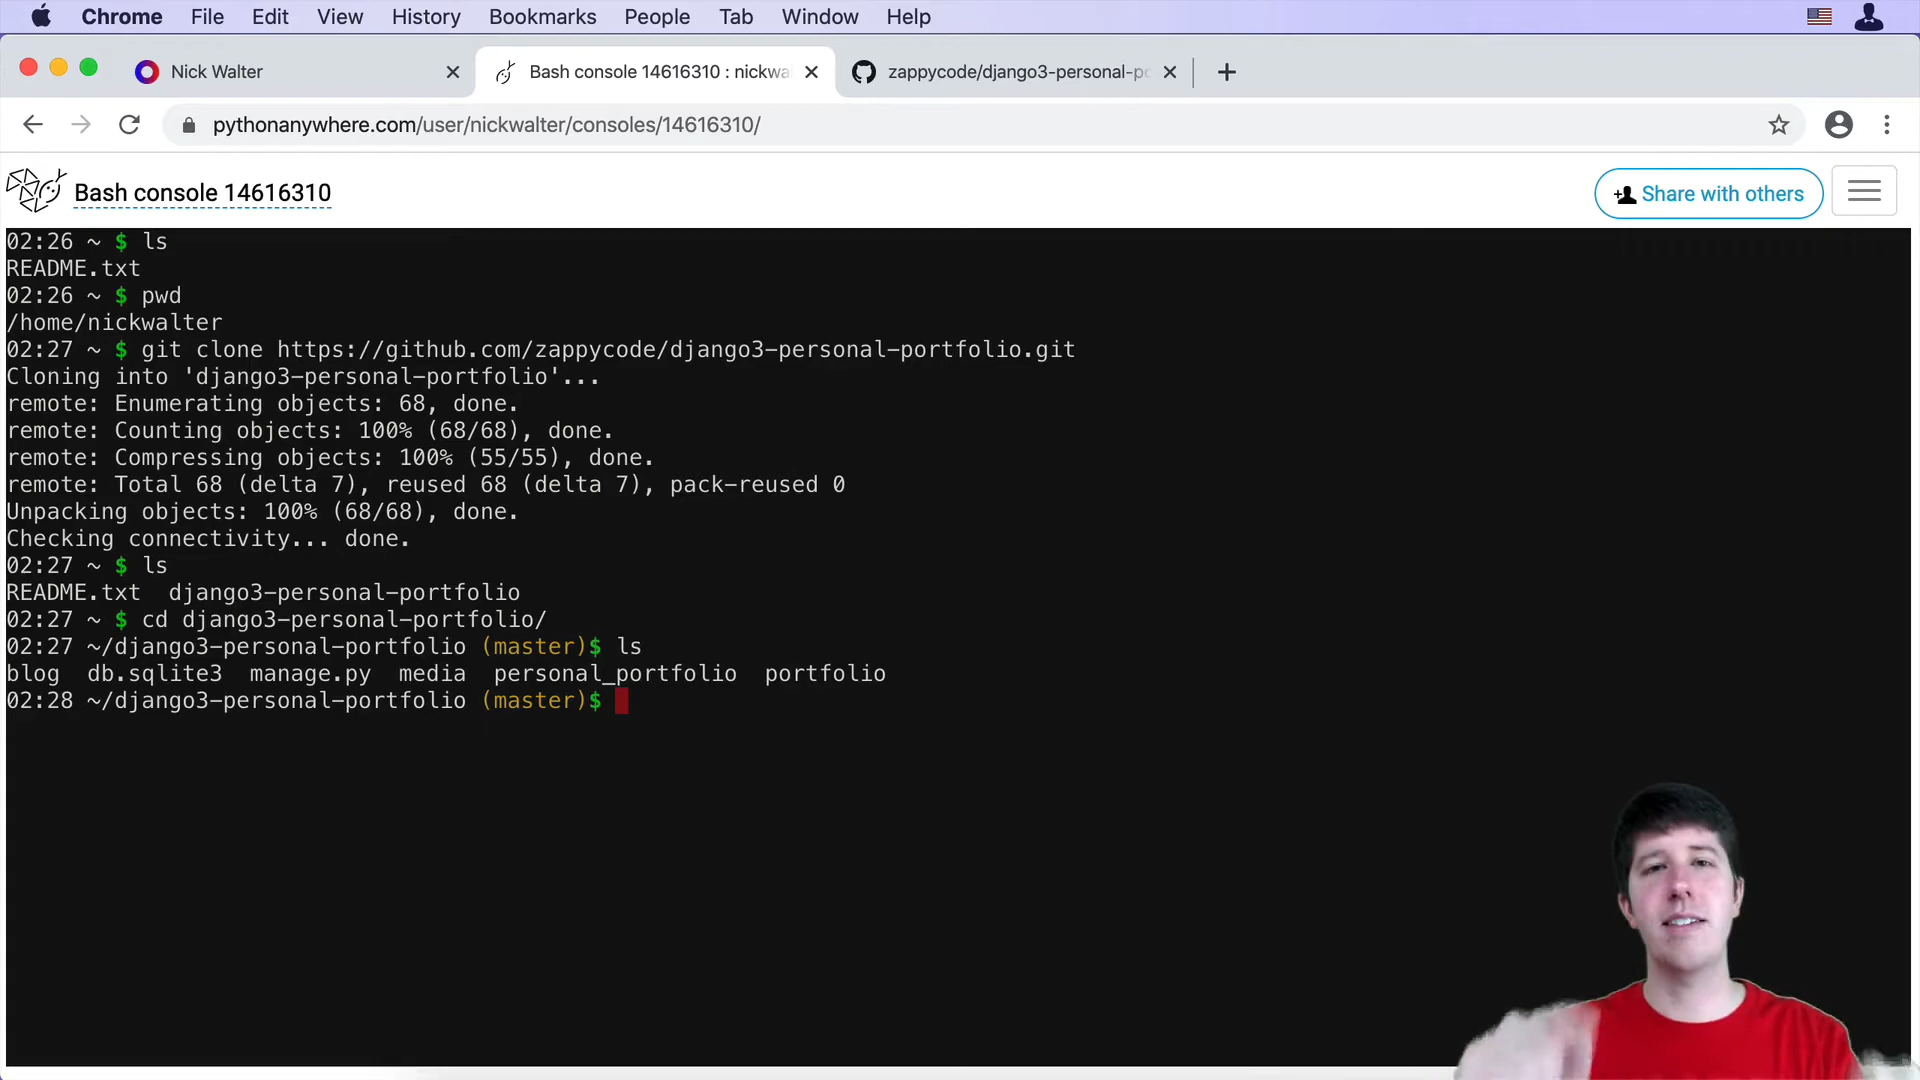 Chrome File Edit View History Bookmarks People Tab Window Help
Nick Walter
Bash console 14616310 : nickwa
zappycode/django3-personal-po
pythonanywhere.com/user/nickwalter/consoles/14616310/
Bash console 14616310
Share with others
02:26 ~ $ ls
README.txt
02:26 ~ $ pwd
/home/nickwalter
02:27 ~ $ git clone https://github.com/zappycode/django3-personal-portfolio.git
Cloning into 'django3-personal-portfolio'...
remote: Enumerating objects: 68, done.
remote: Counting objects: 100% (68/68), done.
remote: Compressing objects: 100% (55/55), done.
remote: Total 68 (delta 7), reused 68 (delta 7), pack-reused 0
Unpacking objects: 100% (68/68), done.
Checking connectivity... done.
02:27 ~ $ ls
README.txt  django3-personal-portfolio
02:27 ~ $ cd django3-personal-portfolio/
02:27 ~/django3-personal-portfolio (master)$ ls
blog  db.sqlite3  manage.py  media  personal_portfolio  portfolio
02:28 ~/django3-personal-portfolio (master)$